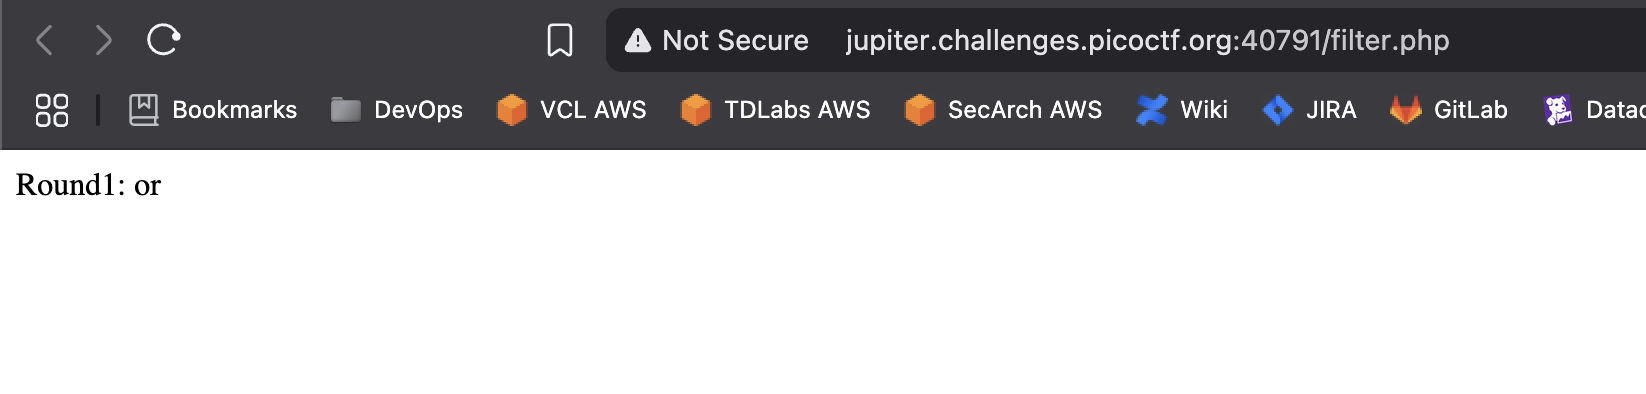 Not Secure jupiter.challenges.picoctf.org:40791/filter.php
Bookmarks DevOps VCL AWS TDLabs AWS SecArch AWS Wiki JIRA GitLab Datac
Round1: or